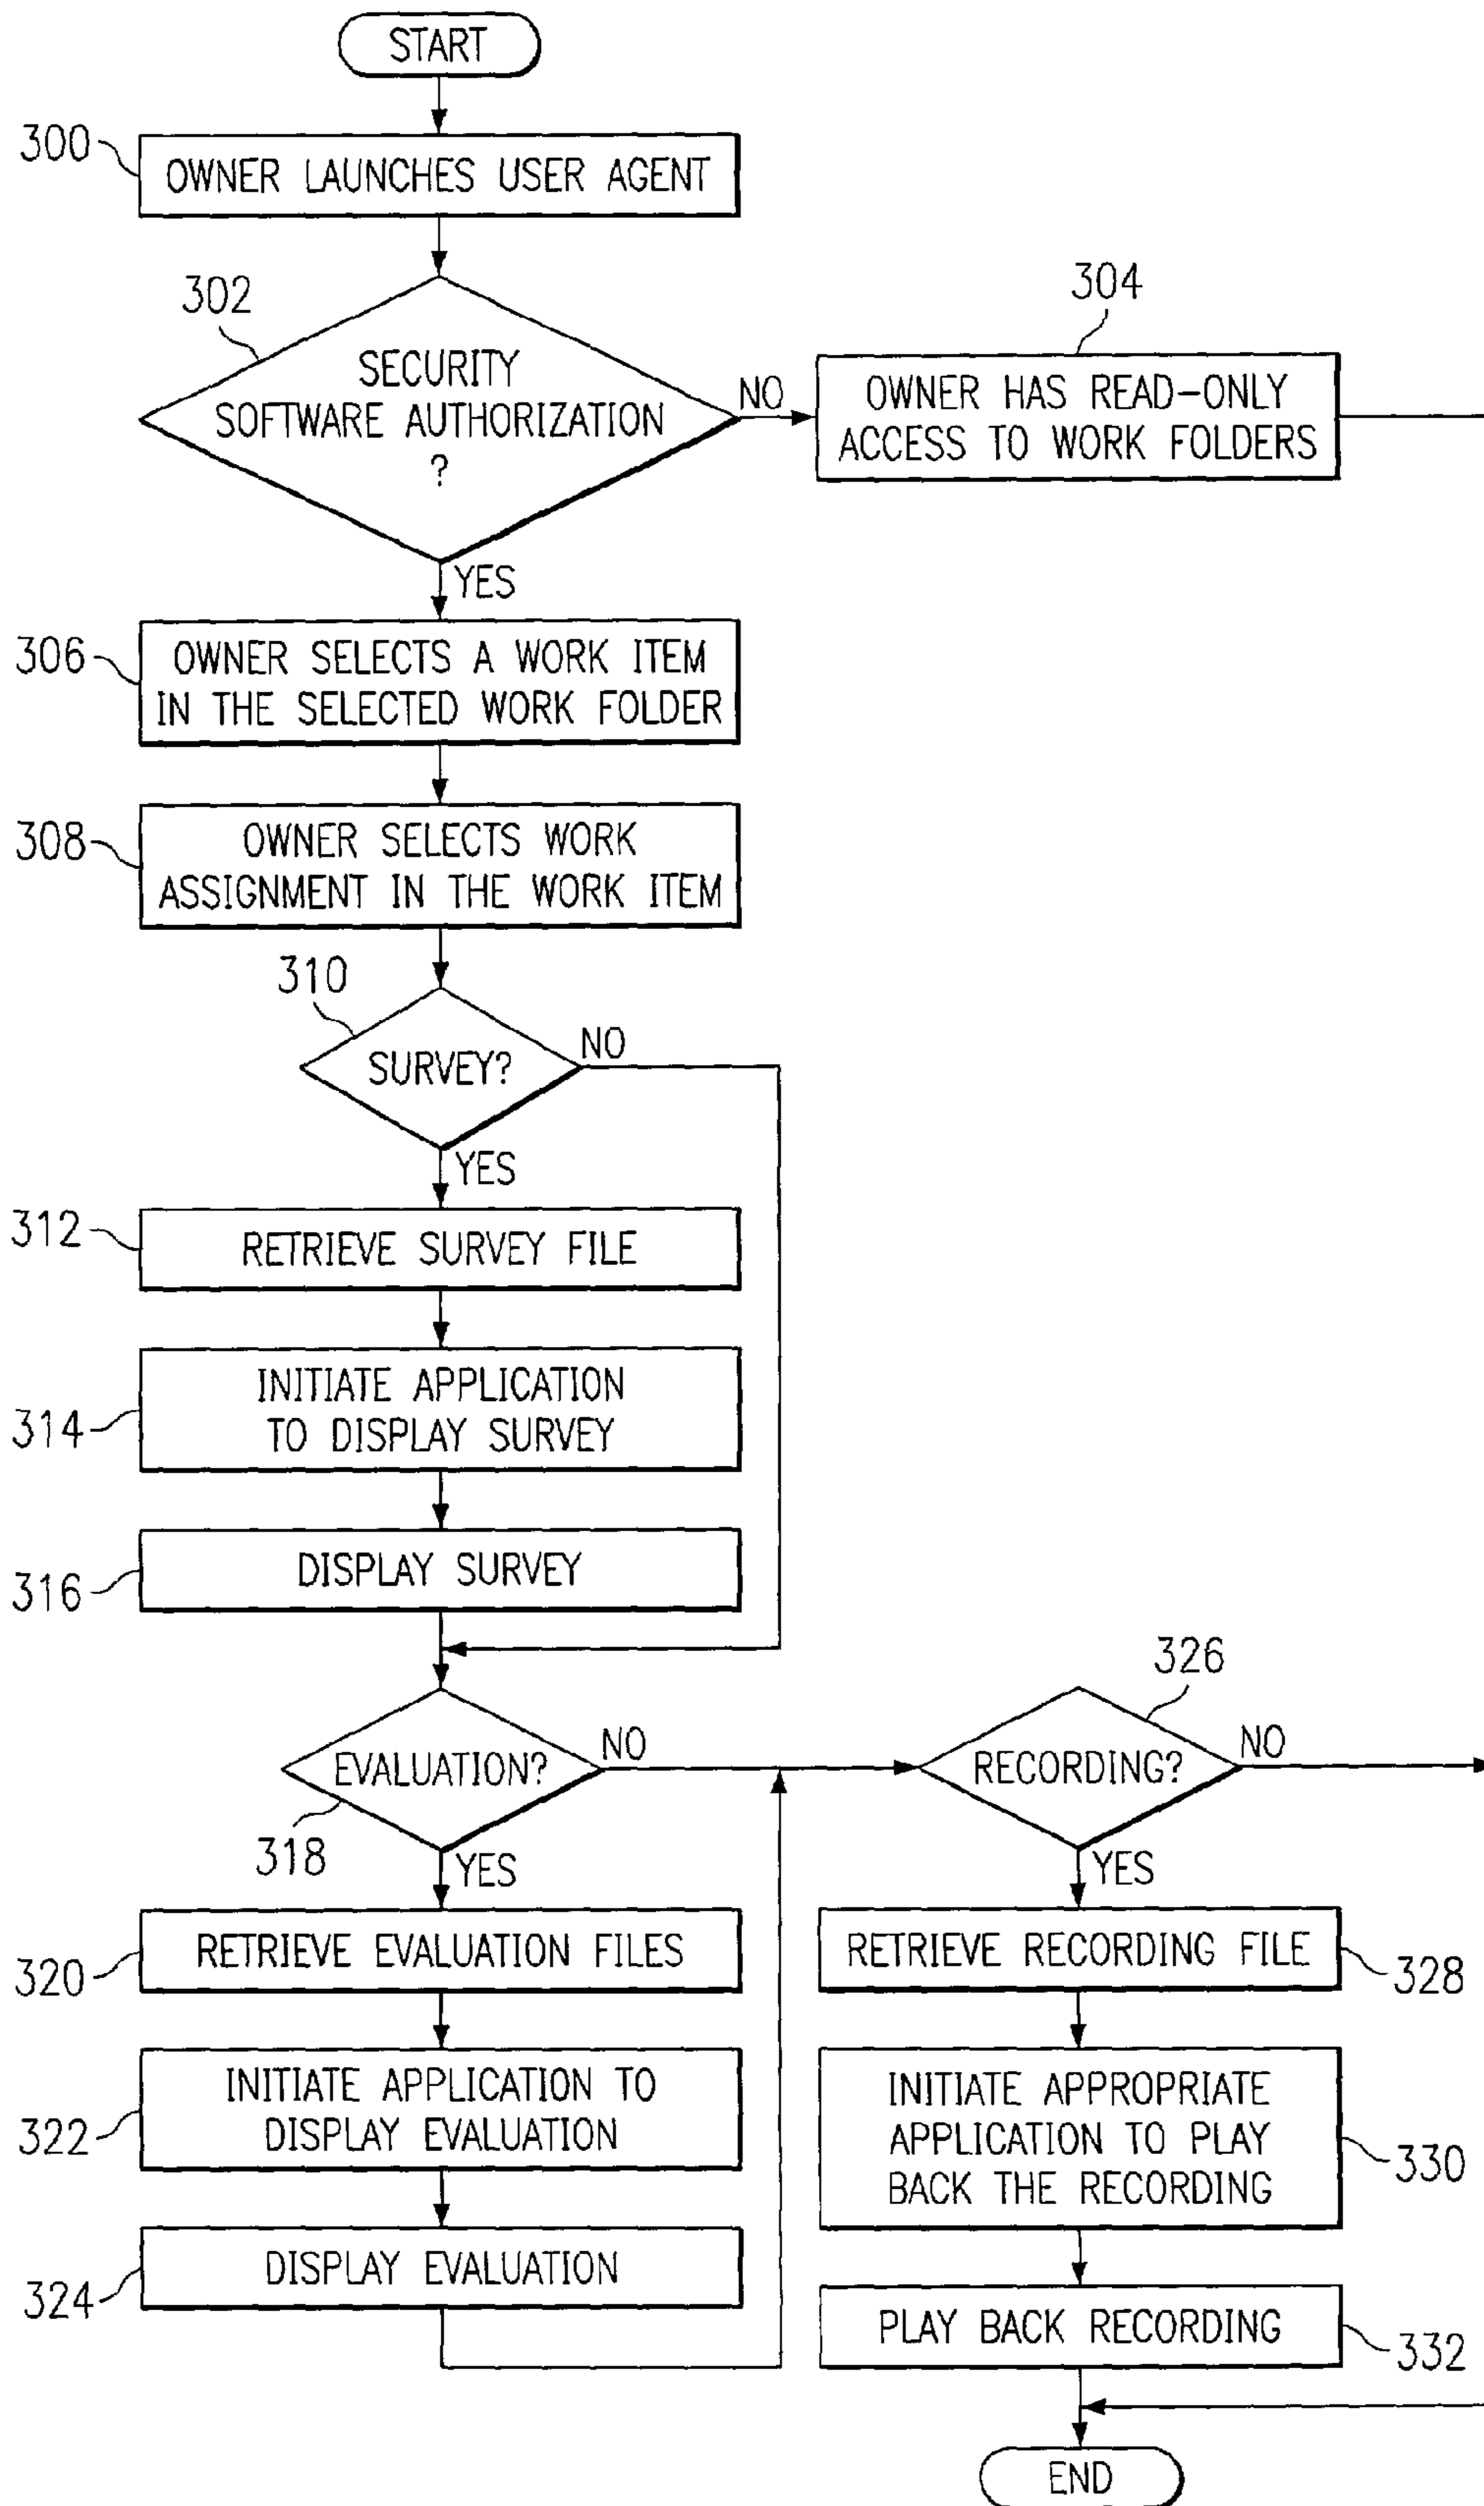 START
300
OWNER LAUNCHES USER AGENT
302
SECURITY
SOFTWARE AUTHORIZATION
?
NO
304
OWNER HAS READ-ONLY
ACCESS TO WORK FOLDERS
YES
306
OWNER SELECTS A WORK ITEM
IN THE SELECTED WORK FOLDER
308
OWNER SELECTS WORK
ASSIGNMENT IN THE WORK ITEM
310
SURVEY?
NO
YES
312
RETRIEVE SURVEY FILE
314
INITIATE APPLICATION
TO DISPLAY SURVEY
316
DISPLAY SURVEY
318
EVALUATION?
NO
YES
320
RETRIEVE EVALUATION FILES
322
INITIATE APPLICATION TO
DISPLAY EVALUATION
324
DISPLAY EVALUATION
326
RECORDING?
NO
YES
RETRIEVE RECORDING FILE
328
INITIATE APPROPRIATE
APPLICATION TO PLAY
BACK THE RECORDING
330
PLAY BACK RECORDING
332
END